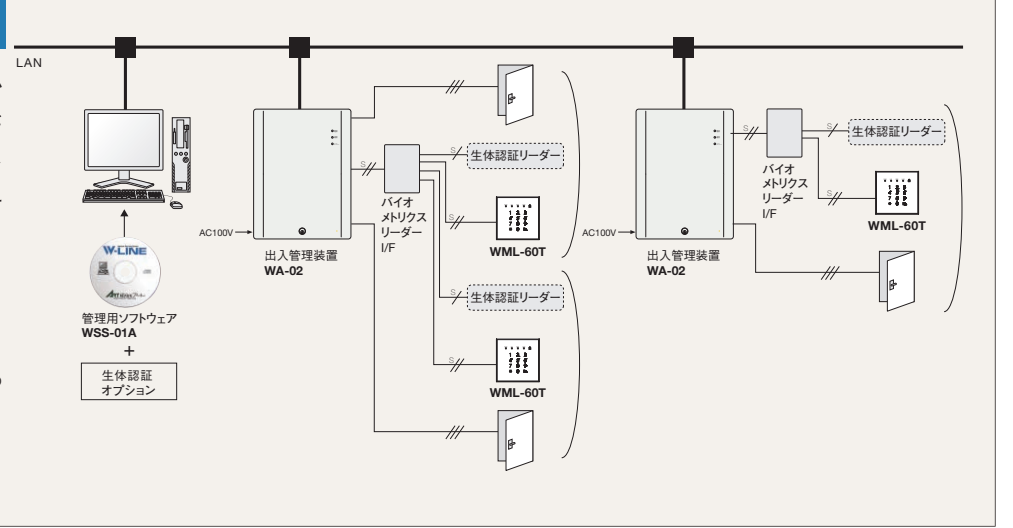 LAN
W-LINE
管理用ソフトウェア
WSS-01A
+
生体認証
オプション
AC100V
出入管理装置
WA-02
S
バイオ
メトリクス
リーダー
I/F
S
生体認証リーダー
S
WML-60T
S
生体認証リーダー
S
WML-60T
AC100V
出入管理装置
WA-02
S
バイオ
メトリクス
リーダー
I/F
S
生体認証リーダー
S
WML-60T